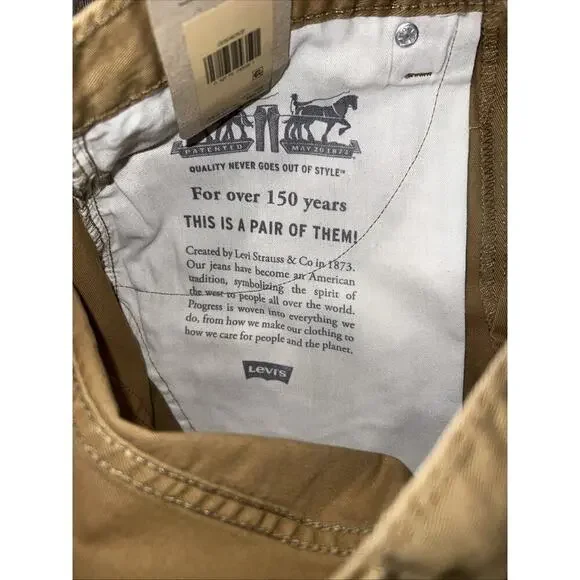 PATENTED
MAY 20 1873
QUALITY NEVER GOES OUT OF STYLE™
For over 150 years
THIS IS A PAIR OF THEM!
Created by Levi Strauss & Co in 1873.
Our jeans have become an American
tradition, symbolizing the spirit of
the west to people all over the world.
Progress is woven into everything we
do, from how we make our clothing to
how we care for people and the planet.
Levi's